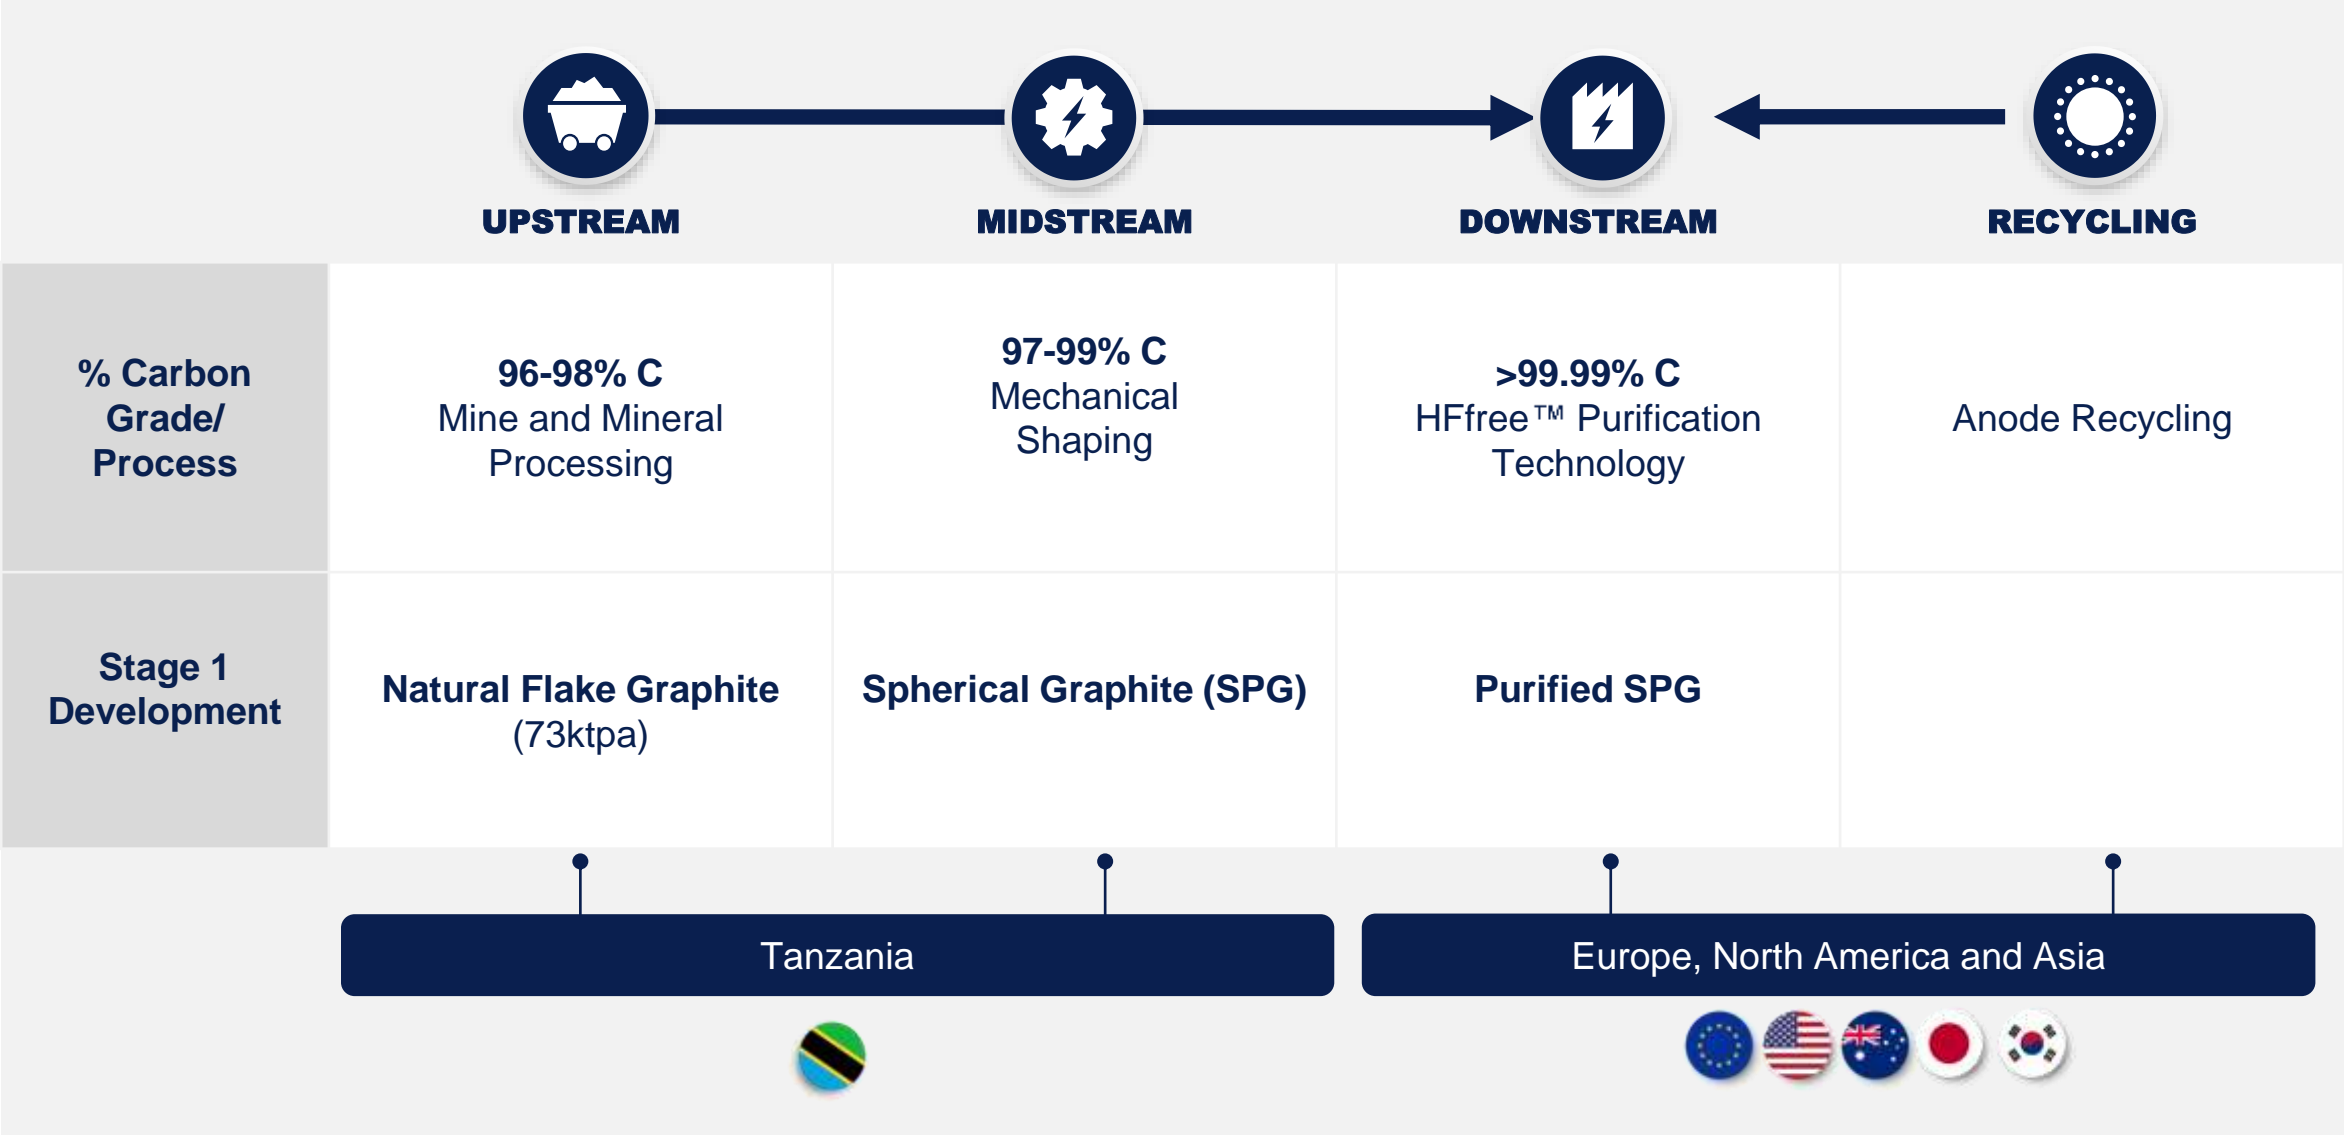 UPSTREAM
MIDSTREAM
DOWNSTREAM
RECYCLING
% Carbon
Grade/
Process
96-98% C
Mine and Mineral
Processing
97-99% C
Mechanical
Shaping
>99.99% C
HFfree™ Purification
Technology
Anode Recycling
Stage 1
Development
Natural Flake Graphite
(73ktpa)
Spherical Graphite (SPG)
Purified SPG
Tanzania
Europe, North America and Asia